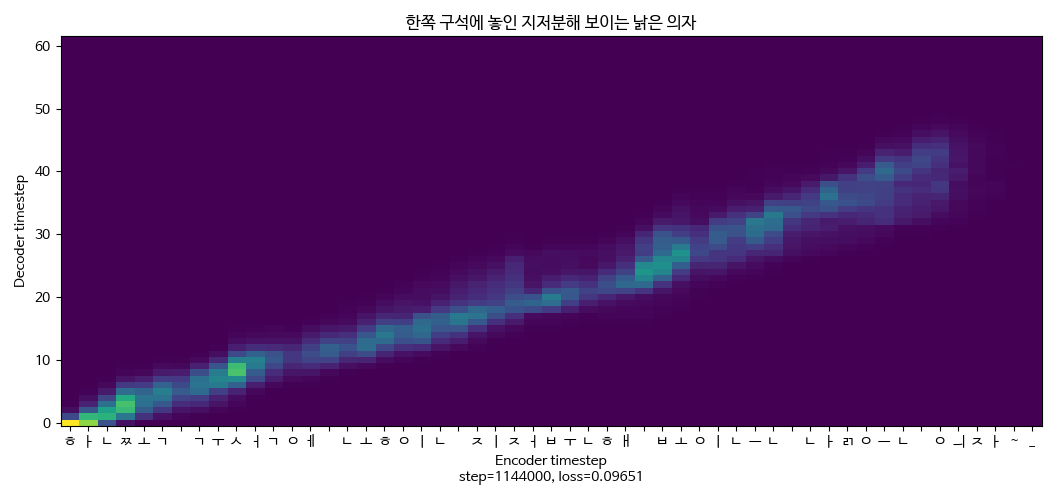 한쪽 구석에 놓인 지저분해 보이는 낡은 의자
60
50
40
30
20
10
0
Decoder timestep
ㅎㅏㄴㅉㅗㄱ ㄱㅜㅅㅓㄱㅇㅔ ㄴㅗㅎㅇㅣㄴ ㅈㅣㅈㅓㅂㅜㄴㅎㅐ ㅂㅗㅇㅣㄴㅡㄴ ㄴㅏㄺㅇㅡㄴ ㅇㅢㅈㅏ~_
Encoder timestep
step=1144000, loss=0.09651